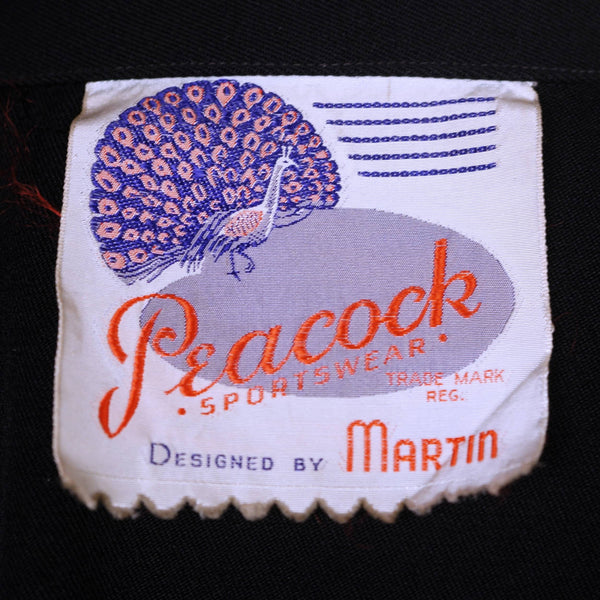 Peacock
· SPORTSWEAR ·
TRADE MARK
REG.
DESIGNED BY MARTIN